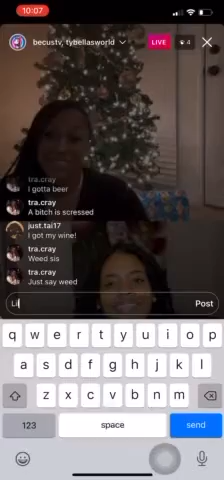 10:07
becustv, tybellasworld
LIVE
4
tra.cray
I gotta beer
tra.cray
A bitch is scressed
just.tai17
I got my wine!
tra.cray
Weed sis
tra.cray
Just say weed
Li
Post
q w e r t y u i o p
a s d f g h j k l
z x c v b n m
123
space
send